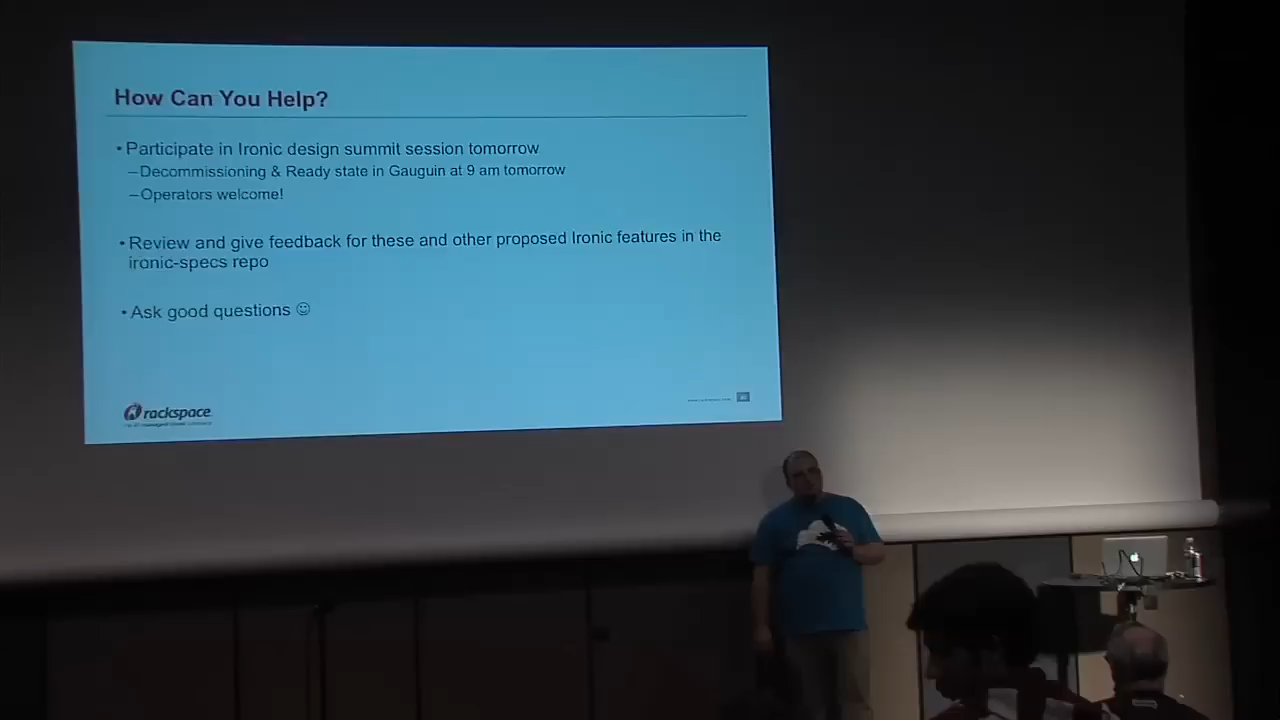 How Can You Help?
• Participate in Ironic design summit session tomorrow
–Decommissioning & Ready state in Gauguin at 9 am tomorrow
–Operators welcome!
• Review and give feedback for these and other proposed Ironic features in the
ironic-specs repo
• Ask good questions ☺
rackspace